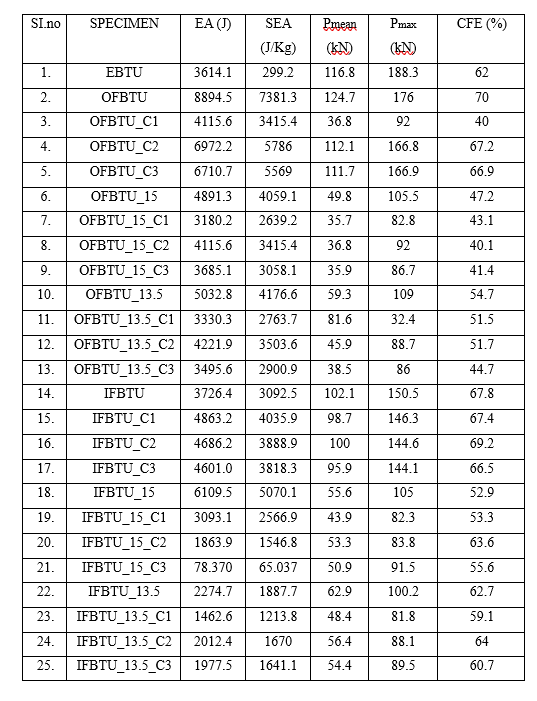 SI.no SPECIMEN EA (J) SEA (J/Kg) Pmean (kN) Pmax (kN) CFE (%)
1. EBTU 3614.1 299.2 116.8 188.3 62
2. OFBTU 8894.5 7381.3 124.7 176 70
3. OFBTU_C1 4115.6 3415.4 36.8 92 40
4. OFBTU_C2 6972.2 5786 112.1 166.8 67.2
5. OFBTU_C3 6710.7 5569 111.7 166.9 66.9
6. OFBTU_15 4891.3 4059.1 49.8 105.5 47.2
7. OFBTU_15_C1 3180.2 2639.2 35.7 82.8 43.1
8. OFBTU_15_C2 4115.6 3415.4 36.8 92 40.1
9. OFBTU_15_C3 3685.1 3058.1 35.9 86.7 41.4
10. OFBTU_13.5 5032.8 4176.6 59.3 109 54.7
11. OFBTU_13.5_C1 3330.3 2763.7 81.6 32.4 51.5
12. OFBTU_13.5_C2 4221.9 3503.6 45.9 88.7 51.7
13. OFBTU_13.5_C3 3495.6 2900.9 38.5 86 44.7
14. IFBTU 3726.4 3092.5 102.1 150.5 67.8
15. IFBTU_C1 4863.2 4035.9 98.7 146.3 67.4
16. IFBTU_C2 4686.2 3888.9 100 144.6 69.2
17. IFBTU_C3 4601.0 3818.3 95.9 144.1 66.5
18. IFBTU_15 6109.5 5070.1 55.6 105 52.9
19. IFBTU_15_C1 3093.1 2566.9 43.9 82.3 53.3
20. IFBTU_15_C2 1863.9 1546.8 53.3 83.8 63.6
21. IFBTU_15_C3 78.370 65.037 50.9 91.5 55.6
22. IFBTU_13.5 2274.7 1887.7 62.9 100.2 62.7
23. IFBTU_13.5_C1 1462.6 1213.8 48.4 81.8 59.1
24. IFBTU_13.5_C2 2012.4 1670 56.4 88.1 64
25. IFBTU_13.5_C3 1977.5 1641.1 54.4 89.5 60.7